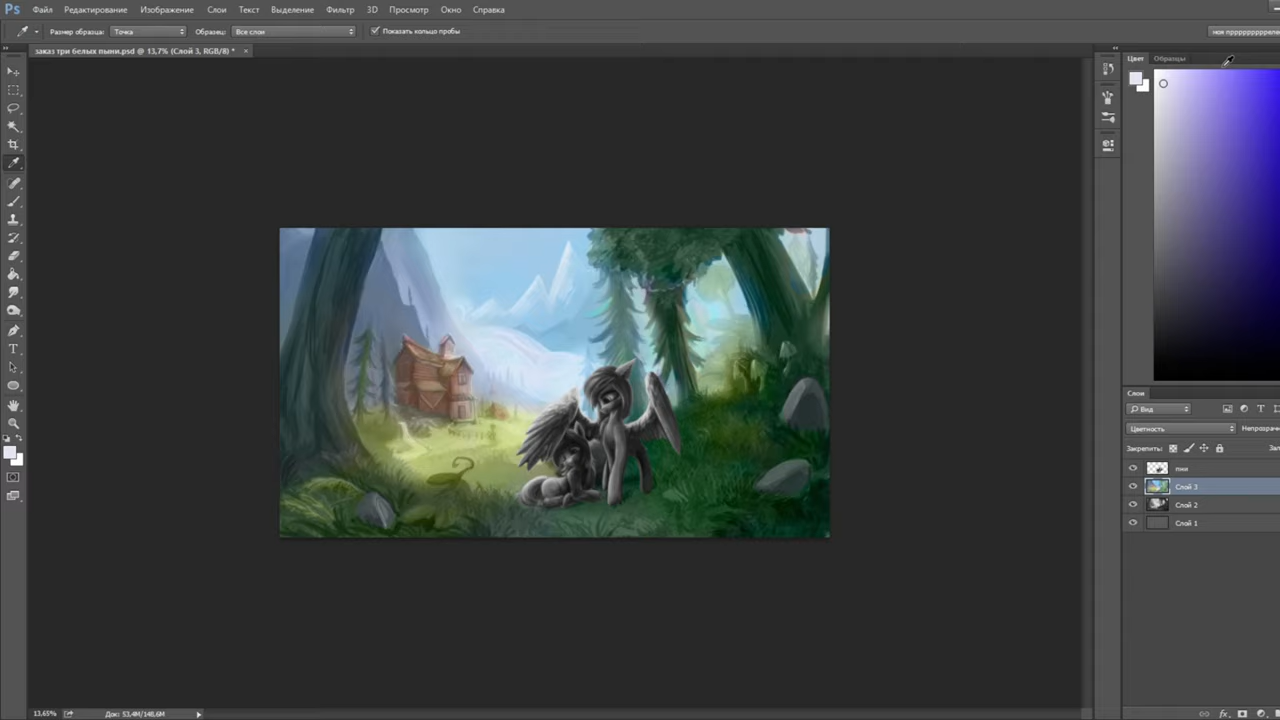 Ps Файл Редактирование Изображение Слои Текст Выделение Фильтр 3D Просмотр Окно Справка
Размер образца: Точка Образец: Все слои Показать кольцо пробы
заказ три белых пыни.psd @ 13,7% (Слой 3, RGB/8) * ×
Цвет Образцы
Слои
Вид
Цветность Непрозрачн
Закрепить:
пни
Слой 3
Слой 2
Слой 1
13,65% Док: 53,4M/148,6M